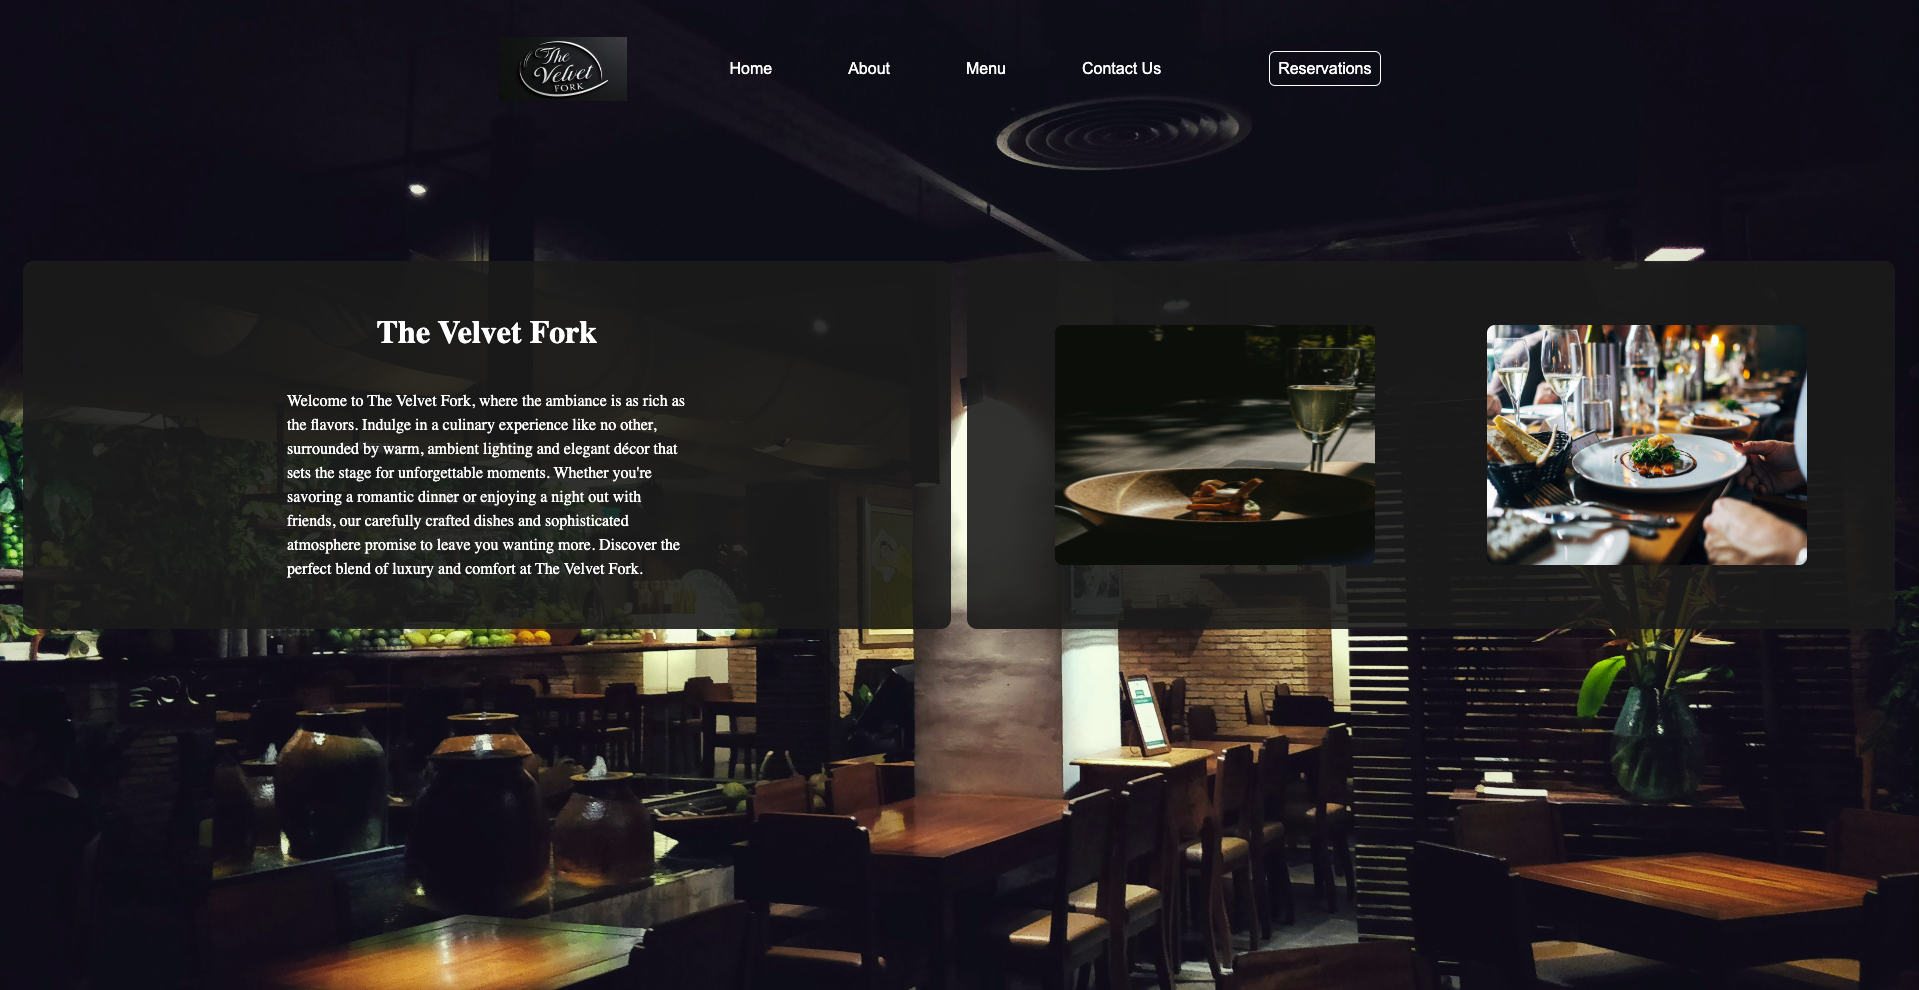 The
Velvet
FORK
Home
About
Menu
Contact Us
Reservations
The Velvet Fork
Welcome to The Velvet Fork, where the ambiance is as rich as
the flavors. Indulge in a culinary experience like no other,
surrounded by warm, ambient lighting and elegant décor that
sets the stage for unforgettable moments. Whether you're
savoring a romantic dinner or enjoying a night out with
friends, our carefully crafted dishes and sophisticated
atmosphere promise to leave you wanting more. Discover the
perfect blend of luxury and comfort at The Velvet Fork.